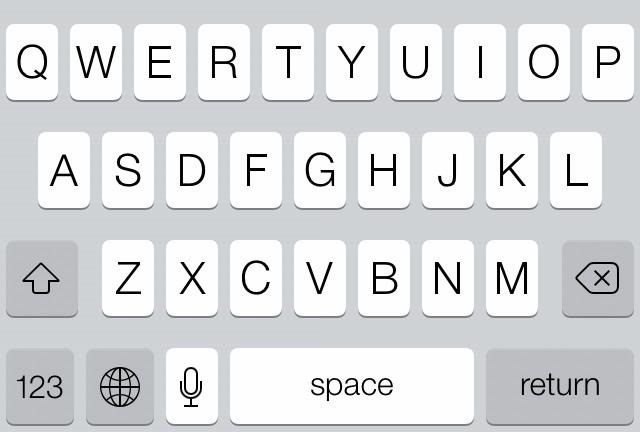 Q W E R T Y U I O P
A S D F G H J K L
Z X C V B N M
123 space return